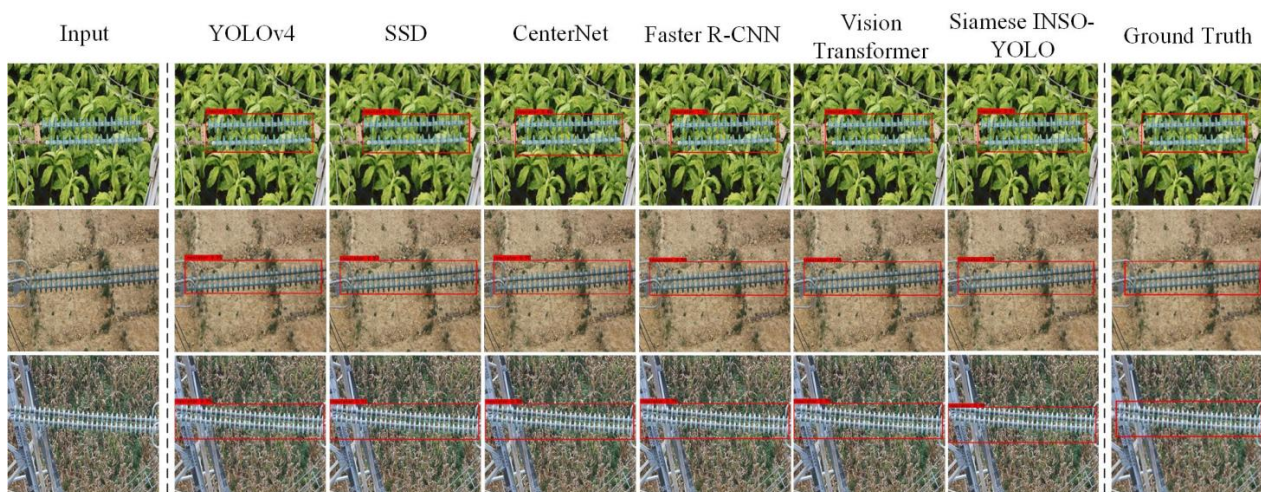 Input
YOLOv4
SSD
CenterNet
Faster R-CNN
Vision
Transformer
Siamese INSO-
YOLO
Ground Truth